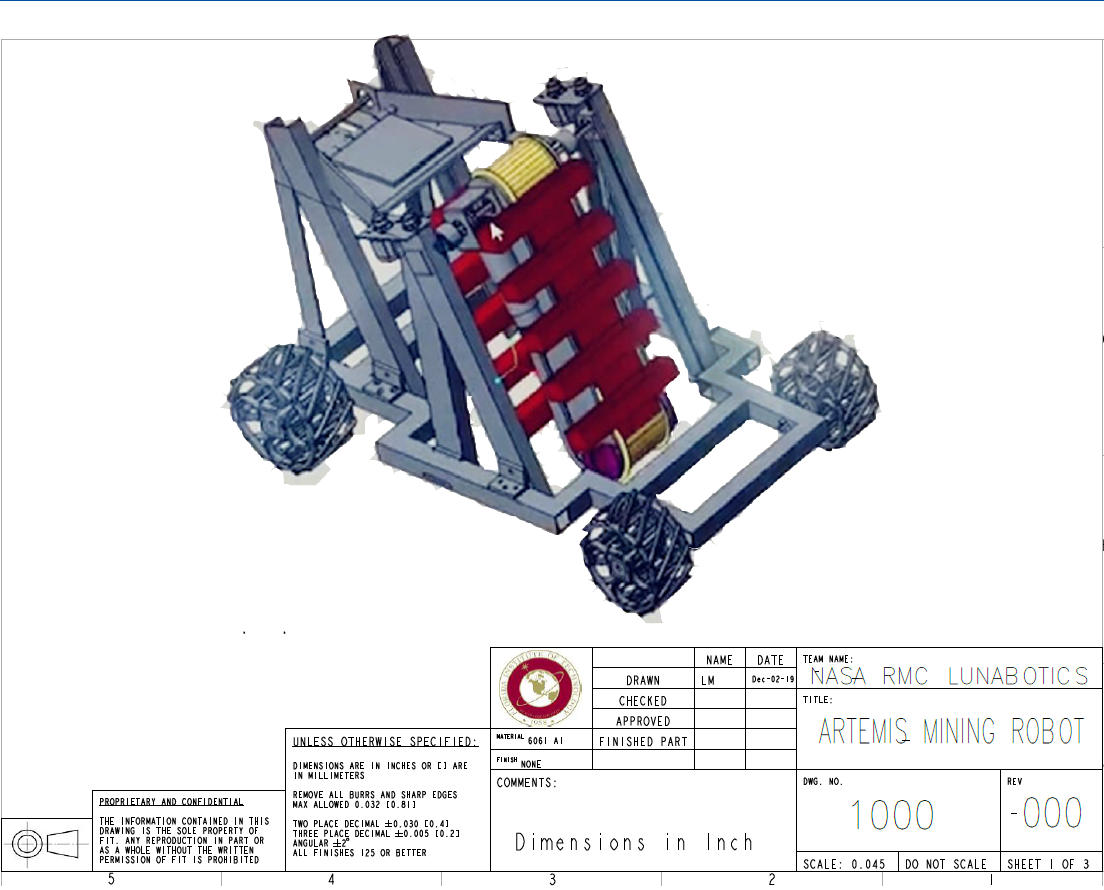 FLORIDA INSTITUTE OF TECHNOLOGY
1958
NAME
DATE
DRAWN
LM
Dec-02-19
CHECKED
APPROVED
FINISHED PART
MATERIAL 6061 Al
FINISH NONE
TEAM NAME:
NASA RMC LUNABOTICS
TITLE:
ARTEMIS MINING ROBOT
UNLESS OTHERWISE SPECIFIED:
DIMENSIONS ARE IN INCHES OR [] ARE
IN MILLIMETERS
REMOVE ALL BURRS AND SHARP EDGES
MAX ALLOWED 0.032 [0.81]
TWO PLACE DECIMAL ±0.030 [0.4]
THREE PLACE DECIMAL ±0.005 [0.2]
ANGULAR ±2°
ALL FINISHES 125 OR BETTER
COMMENTS:
Dimensions in Inch
DWG. NO.
1000
REV
-000
PROPRIETARY AND CONFIDENTIAL
THE INFORMATION CONTAINED IN THIS
DRAWING IS THE SOLE PROPERTY OF
FIT. ANY REPRODUCTION IN PART OR
AS A WHOLE WITHOUT THE WRITTEN
PERMISSION OF FIT IS PROHIBITED
SCALE: 0.045
DO NOT SCALE
SHEET 1 OF 3
5
4
3
2
1